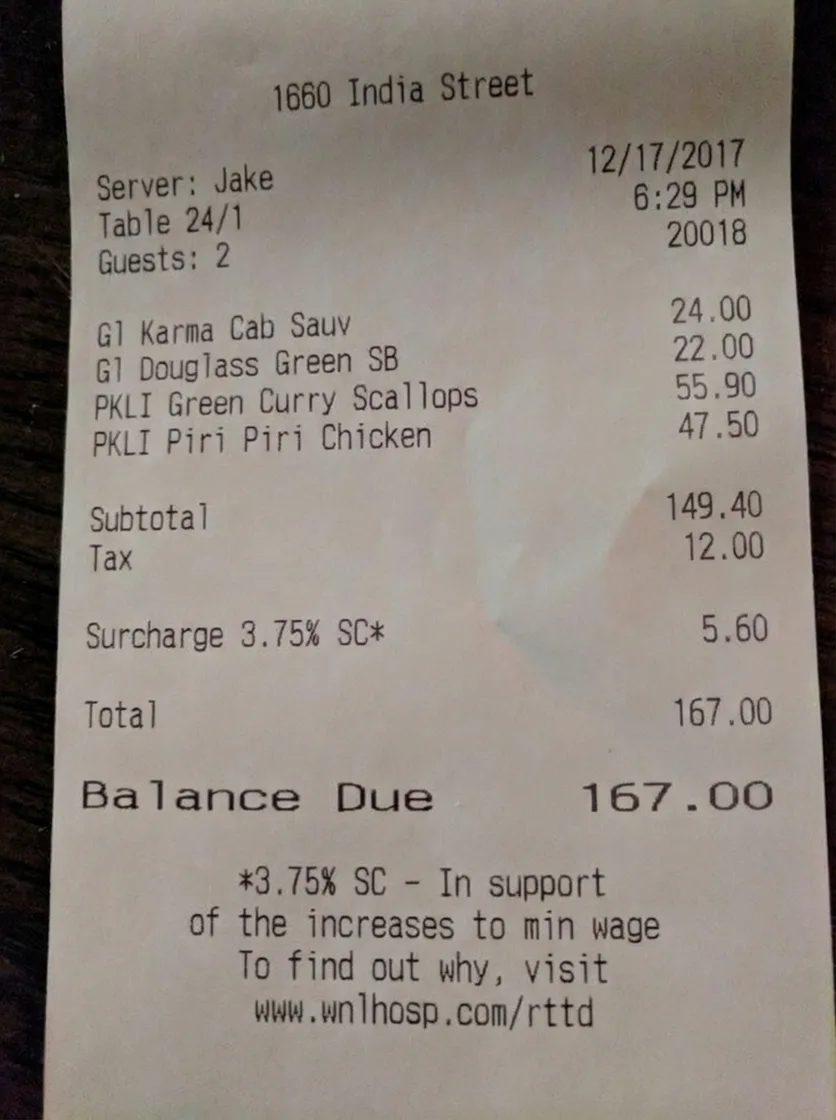 1660 India Street
Server: Jake 12/17/2017
Table 24/1 6:29 PM
Guests: 2 20018
Gl Karma Cab Sauv 24.00
Gl Douglass Green SB 22.00
PKLI Green Curry Scallops 55.90
PKLI Piri Piri Chicken 47.50
Subtotal 149.40
Tax 12.00
Surcharge 3.75% SC* 5.60
Total 167.00
Balance Due 167.00
*3.75% SC - In support
of the increases to min wage
To find out why, visit
www.wnlhosp.com/rttd